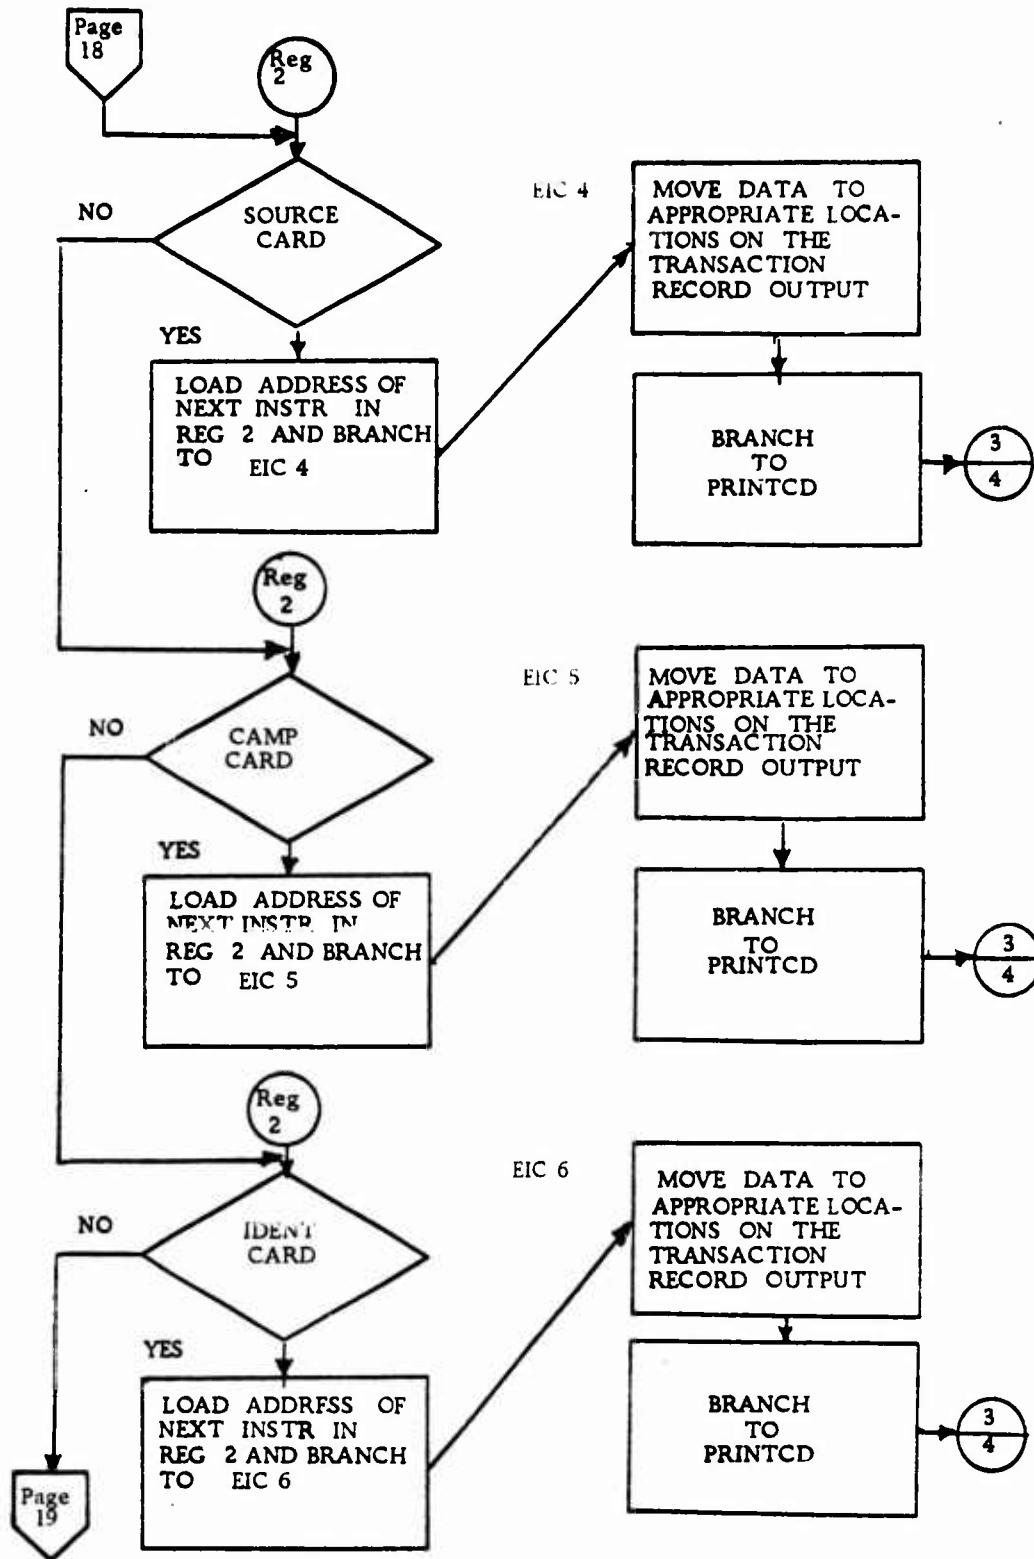 Page
18
Reg
2
NO
SOURCE
CARD
YES
LOAD ADDRESS OF
NEXT INSTR IN
REG 2 AND BRANCH
TO EIC 4
EIC 4
MOVE DATA TO
APPROPRIATE LOCA-
TIONS ON THE
TRANSACTION
RECORD OUTPUT
BRANCH
TO
PRINTCD
3
4
Reg
2
NO
CAMP
CARD
YES
LOAD ADDRESS OF
NEXT INSTR IN
REG 2 AND BRANCH
TO EIC 5
EIC 5
MOVE DATA TO
APPROPRIATE LOCA-
TIONS ON THE
TRANSACTION
RECORD OUTPUT
BRANCH
TO
PRINTCD
3
4
Reg
2
NO
IDENT
CARD
YES
LOAD ADDRESS OF
NEXT INSTR IN
REG 2 AND BRANCH
TO EIC 6
EIC 6
MOVE DATA TO
APPROPRIATE LOCA-
TIONS ON THE
TRANSACTION
RECORD OUTPUT
BRANCH
TO
PRINTCD
3
4
Page
19